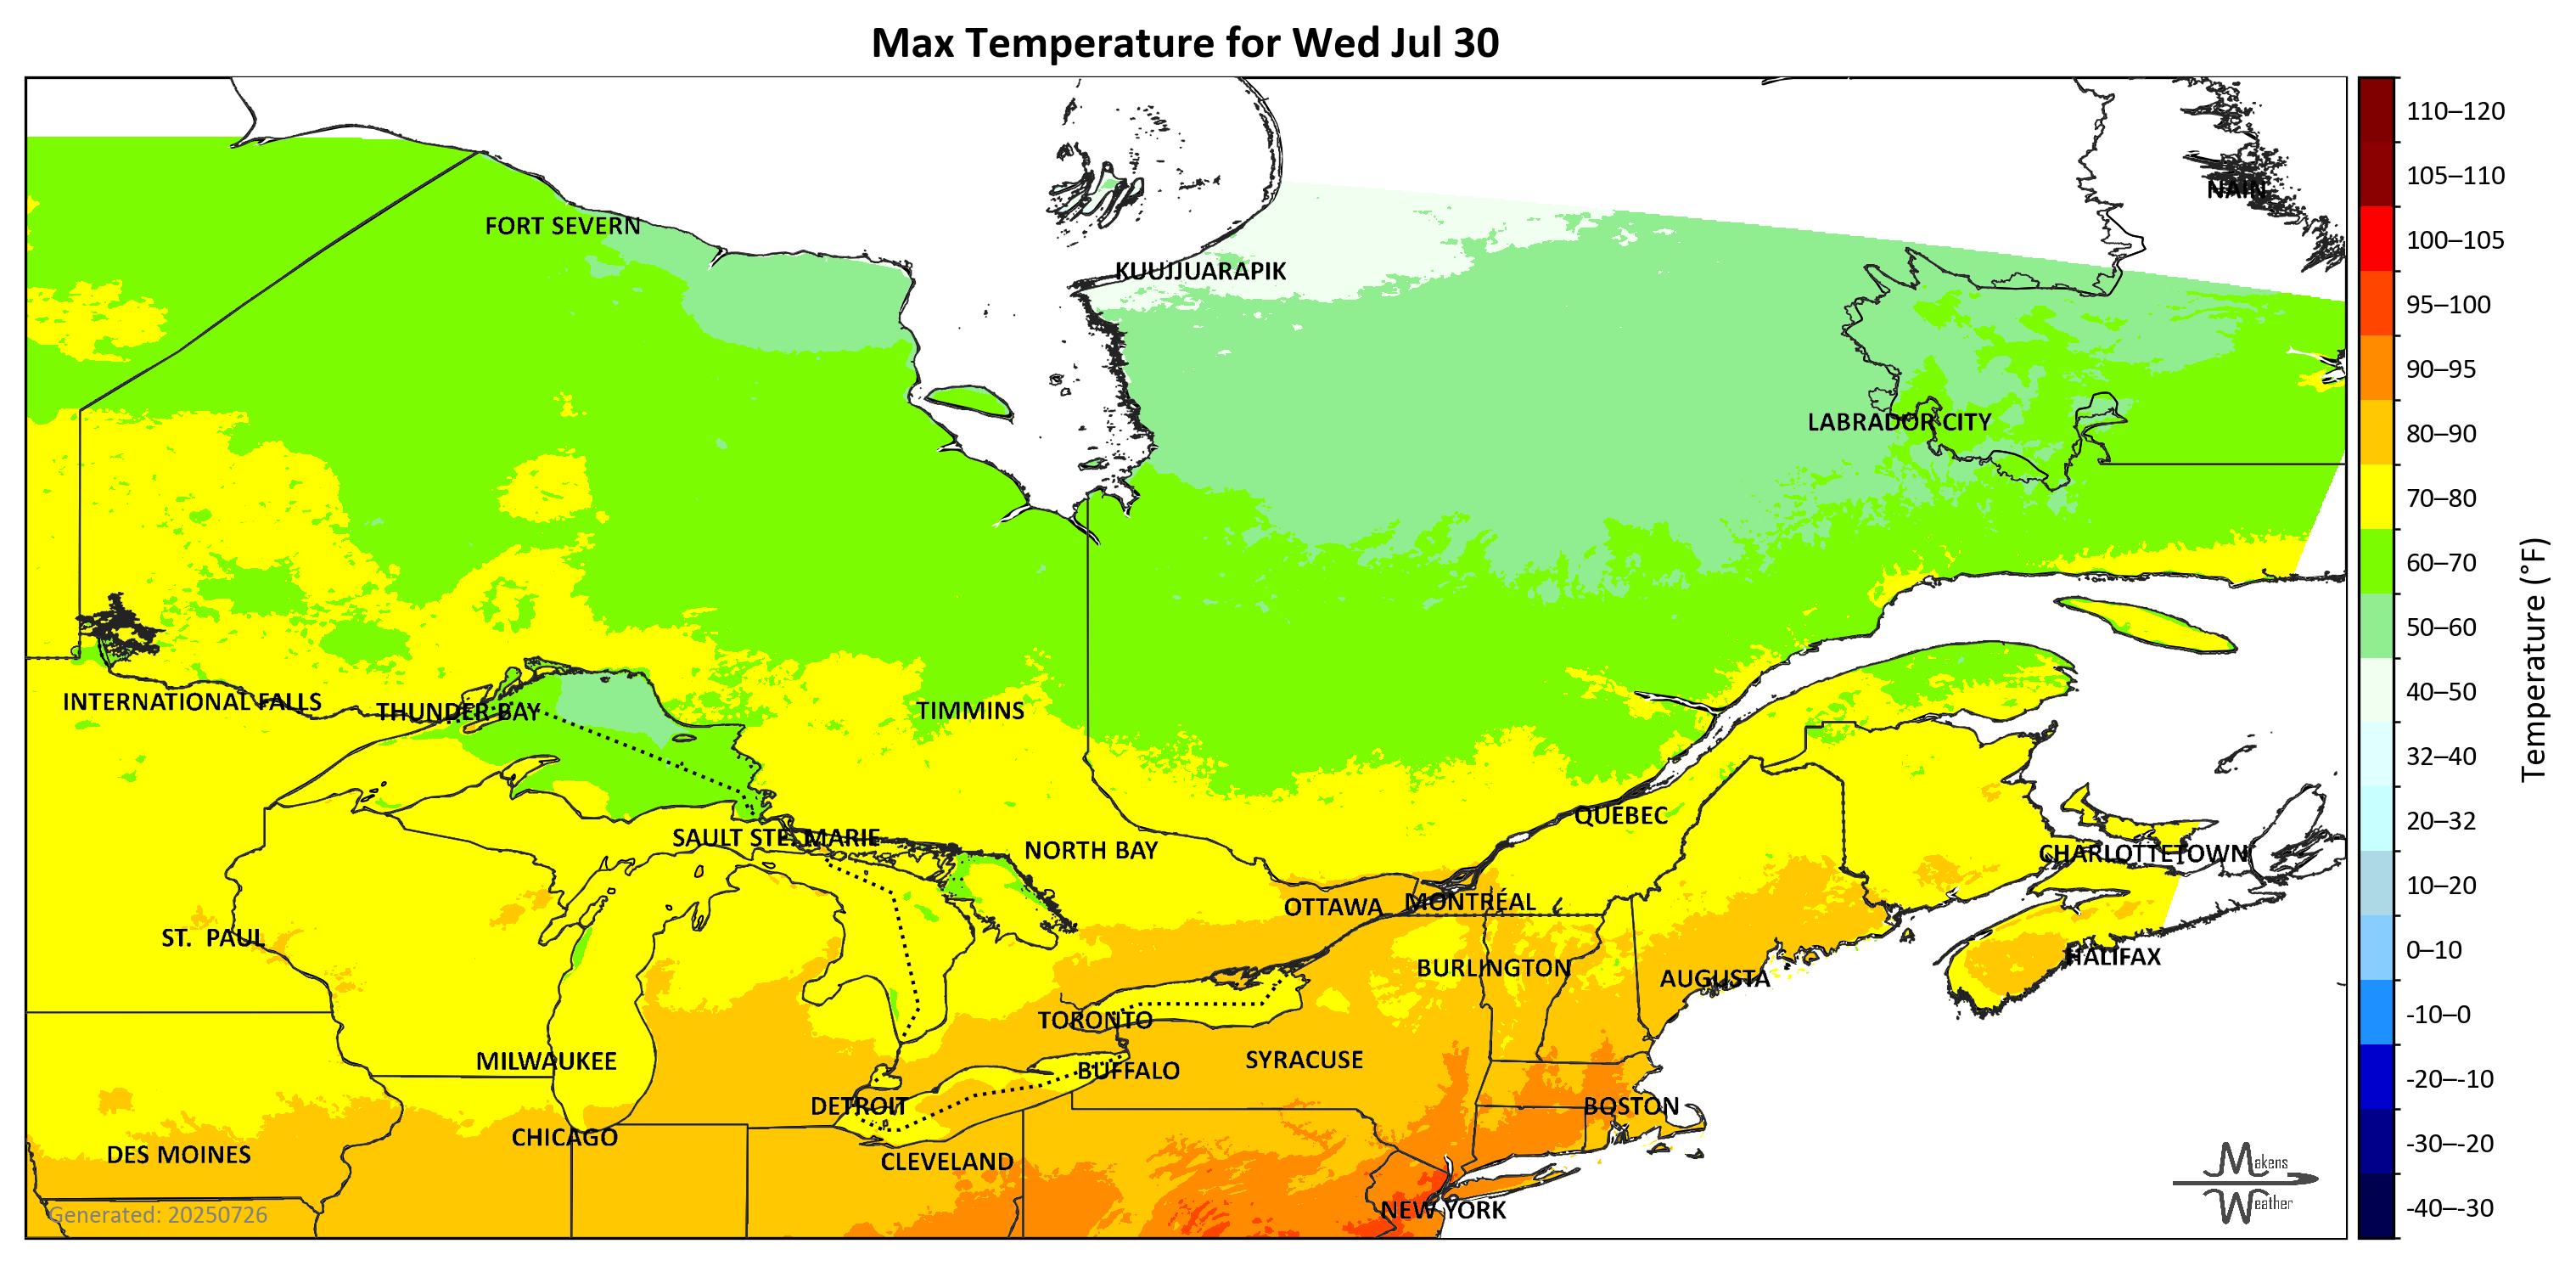 Max Temperature for Wed Jul 30
NAIN
FORT SEVERN
KUUJJUARAPIK
LABRADOR CITY
INTERNATIONAL FALLS
THUNDER BAY
TIMMINS
QUEBEC
SAULT STE. MARIE
NORTH BAY
CHARLOTTETOWN
OTTAWA
MONTRÉAL
ST. PAUL
HALIFAX
BURLINGTON
AUGUSTA
TORONTO
MILWAUKEE
SYRACUSE
BUFFALO
DETROIT
BOSTON
CHICAGO
DES MOINES
CLEVELAND
NEW YORK
Generated: 20250726
Makens
Weather
110–120
105–110
100–105
95–100
90–95
80–90
70–80
60–70
50–60
40–50
32–40
20–32
10–20
0–10
-10–0
-20–-10
-30–-20
-40–-30
Temperature (°F)